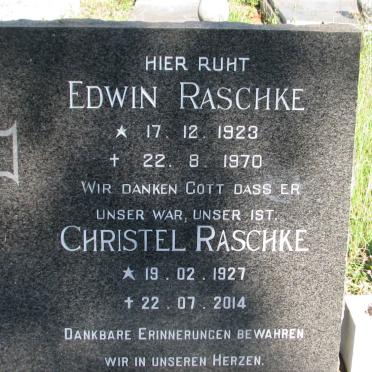 HIER RUHT
EDWIN RASCHKE
★ 17. 12. 1923
✝ 22. 8. 1970
WIR DANKEN GOTT DASS ER
UNSER WAR, UNSER IST.
CHRISTEL RASCHKE
★ 19. 02. 1927
✝ 22. 07. 2014
DANKBARE ERINNERUNGEN BEWAHREN
WIR IN UNSEREN HERZEN.